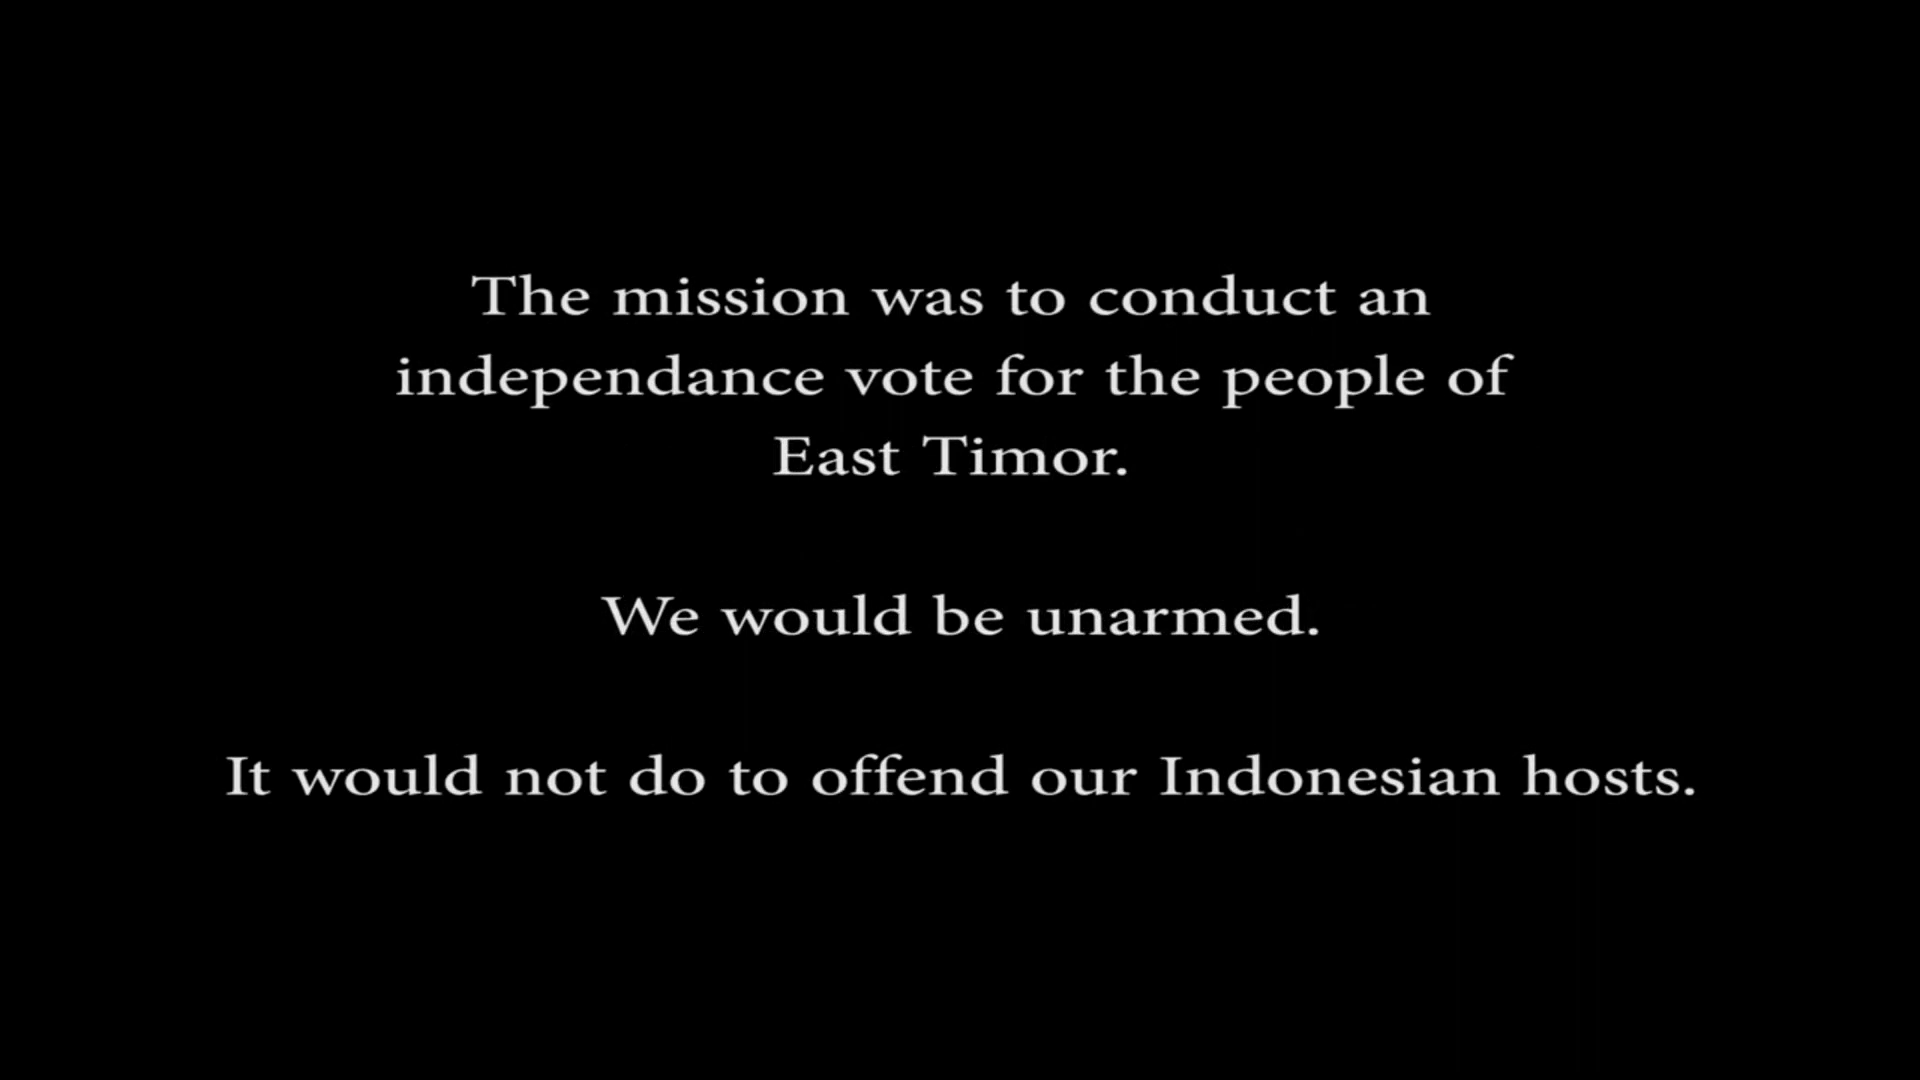 The mission was to conduct an
independance vote for the people of
East Timor.
We would be unarmed.
It would not do to offend our Indonesian hosts.